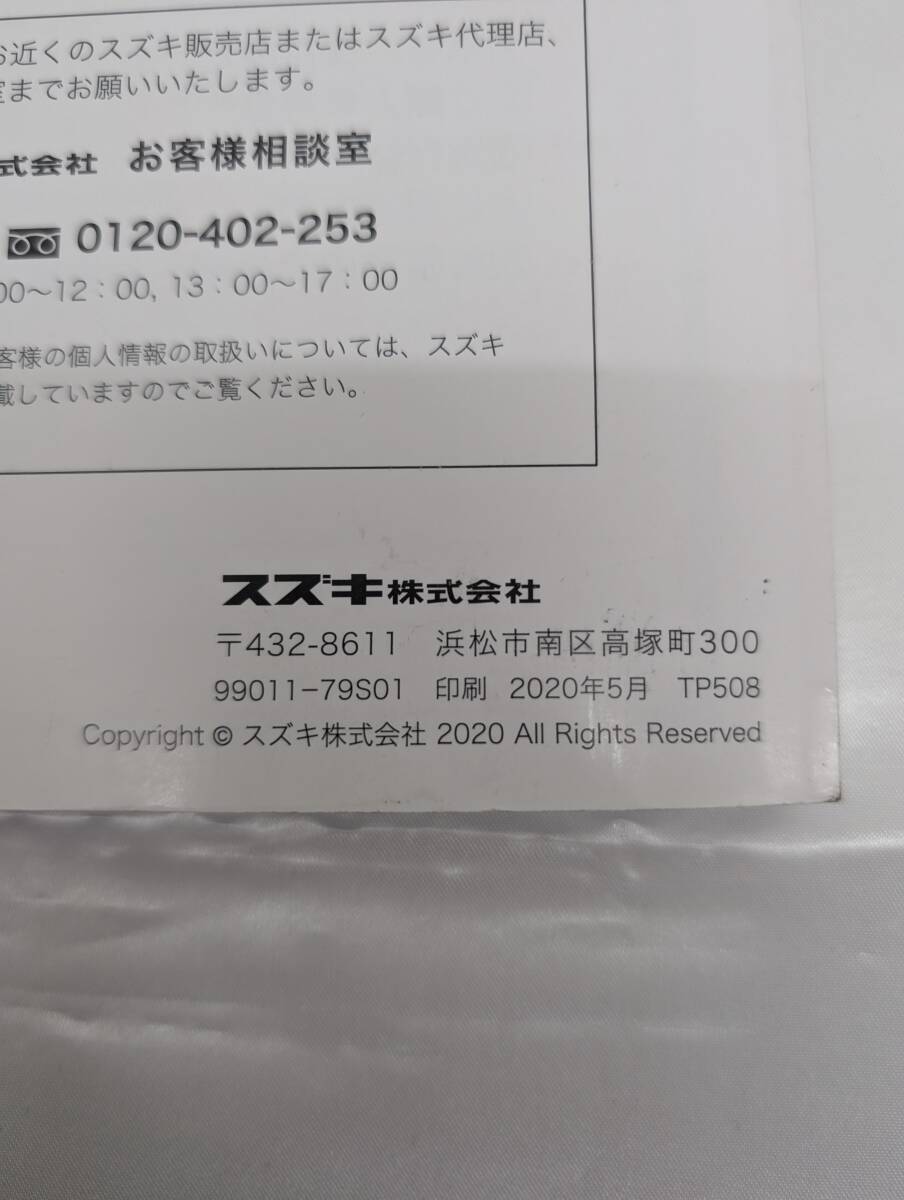 お近くのスズキ販売店またはスズキ代理店、
室までお願いいたします。
式会社 お客様相談室
0120-402-253
00～12：00, 13：00～17：00
客様の個人情報の取扱いについては、スズキ
載していますのでご覧ください。
スズキ株式会社
〒432-8611 浜松市南区高塚町300
99011-79S01 印刷 2020年5月 TP508
Copyright © スズキ株式会社 2020 All Rights Reserved